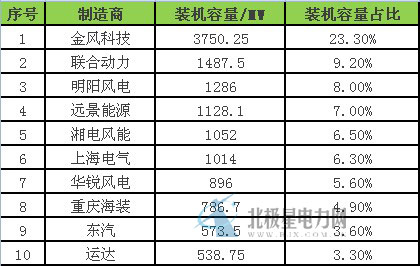 序号 制造商 装机容量/MW 装机容量占比
1 金风科技 3750.25 23.30%
2 联合动力 1487.5 9.20%
3 明阳风电 1286 8.00%
4 远景能源 1128.1 7.00%
5 湘电风能 1052 6.50%
6 上海电气 1014 6.30%
7 华锐风电 896 5.60%
8 重庆海装 786.7 4.90%
9 东汽 573.5 3.60%
10 运达 538.75 3.30%
北极星电力网
WWW.BJX.COM.CN